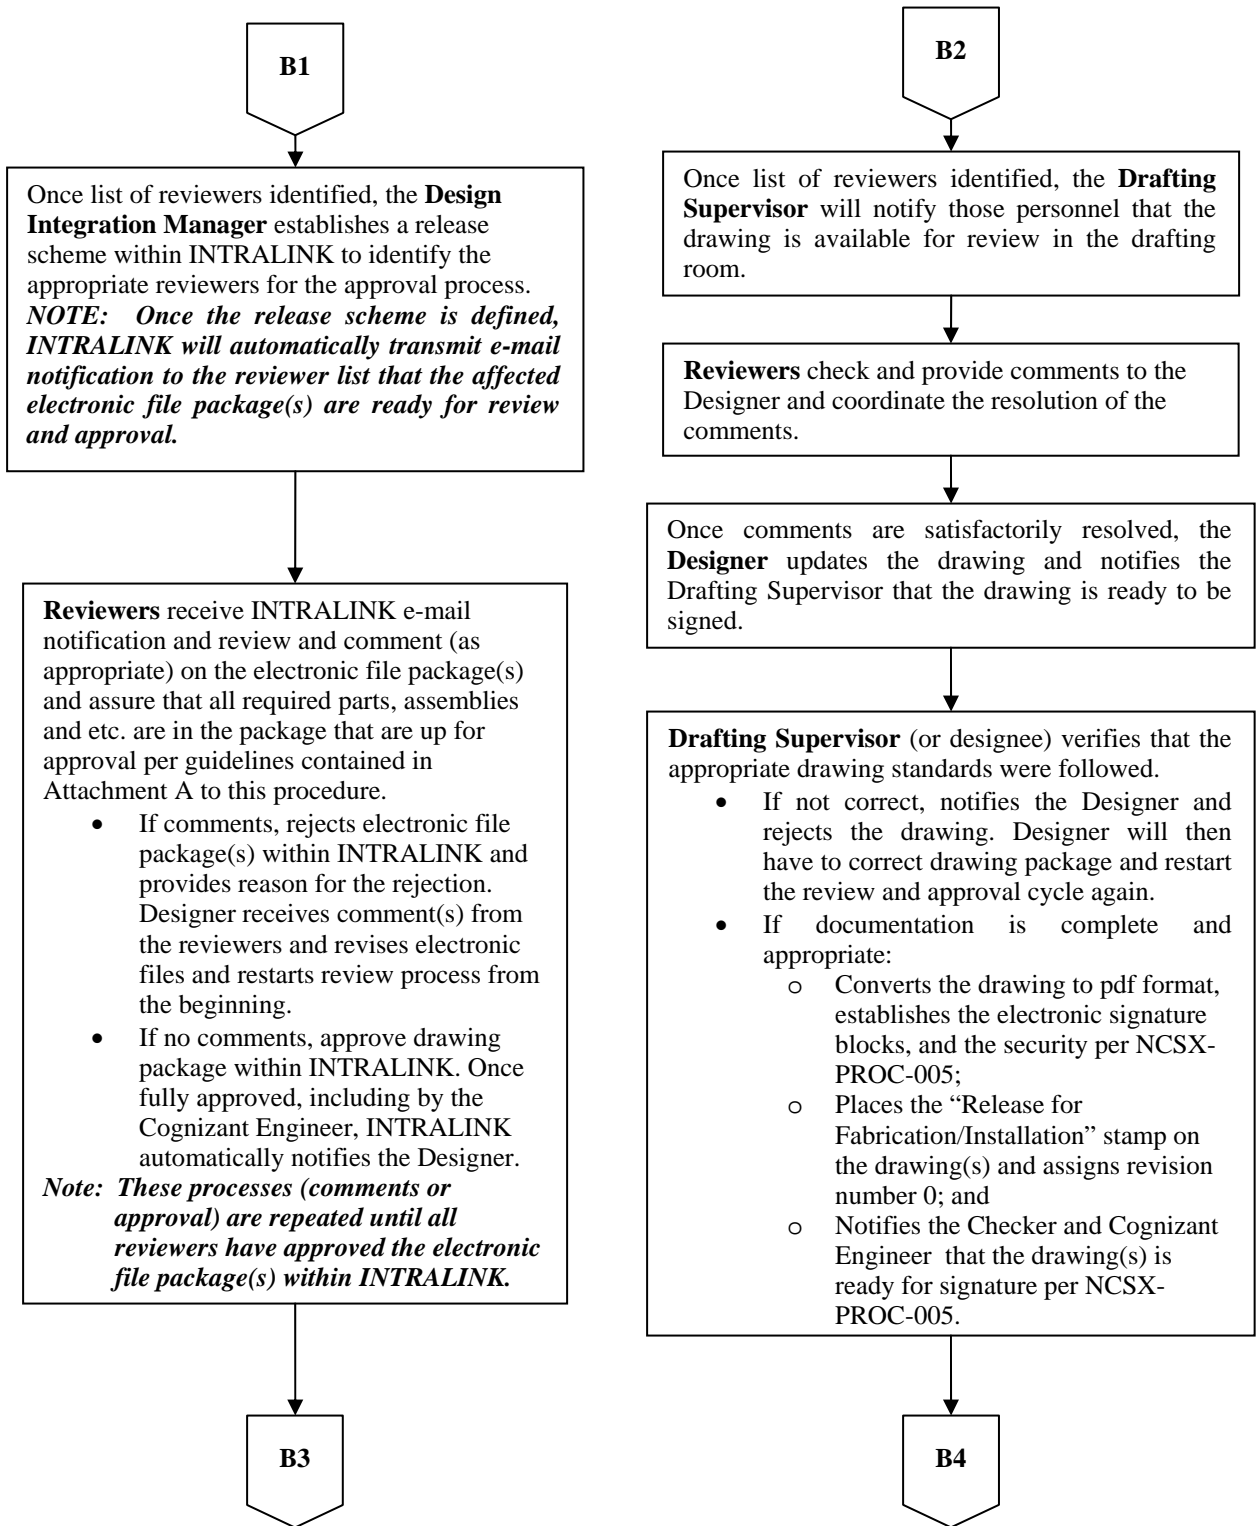 B1
Once list of reviewers identified, the Design
Integration Manager establishes a release
scheme within INTRALINK to identify the
appropriate reviewers for the approval process.
NOTE: Once the release scheme is defined,
INTRALINK will automatically transmit e-mail
notification to the reviewer list that the affected
electronic file package(s) are ready for review
and approval.
Reviewers receive INTRALINK e-mail
notification and review and comment (as
appropriate) on the electronic file package(s)
and assure that all required parts, assemblies
and etc. are in the package that are up for
approval per guidelines contained in
Attachment A to this procedure.
• If comments, rejects electronic file
package(s) within INTRALINK and
provides reason for the rejection.
Designer receives comment(s) from
the reviewers and revises electronic
files and restarts review process from
the beginning.
• If no comments, approve drawing
package within INTRALINK. Once
fully approved, including by the
Cognizant Engineer, INTRALINK
automatically notifies the Designer.
Note: These processes (comments or
approval) are repeated until all
reviewers have approved the electronic
file package(s) within INTRALINK.
B3
B2
Once list of reviewers identified, the Drafting
Supervisor will notify those personnel that the
drawing is available for review in the drafting
room.
Reviewers check and provide comments to the
Designer and coordinate the resolution of the
comments.
Once comments are satisfactorily resolved, the
Designer updates the drawing and notifies the
Drafting Supervisor that the drawing is ready to be
signed.
Drafting Supervisor (or designee) verifies that the
appropriate drawing standards were followed.
• If not correct, notifies the Designer and
rejects the drawing. Designer will then
have to correct drawing package and restart
the review and approval cycle again.
• If documentation is complete and
appropriate:
o Converts the drawing to pdf format,
establishes the electronic signature
blocks, and the security per NCSX-
PROC-005;
o Places the “Release for
Fabrication/Installation” stamp on
the drawing(s) and assigns revision
number 0; and
o Notifies the Checker and Cognizant
Engineer that the drawing(s) is
ready for signature per NCSX-
PROC-005.
B4